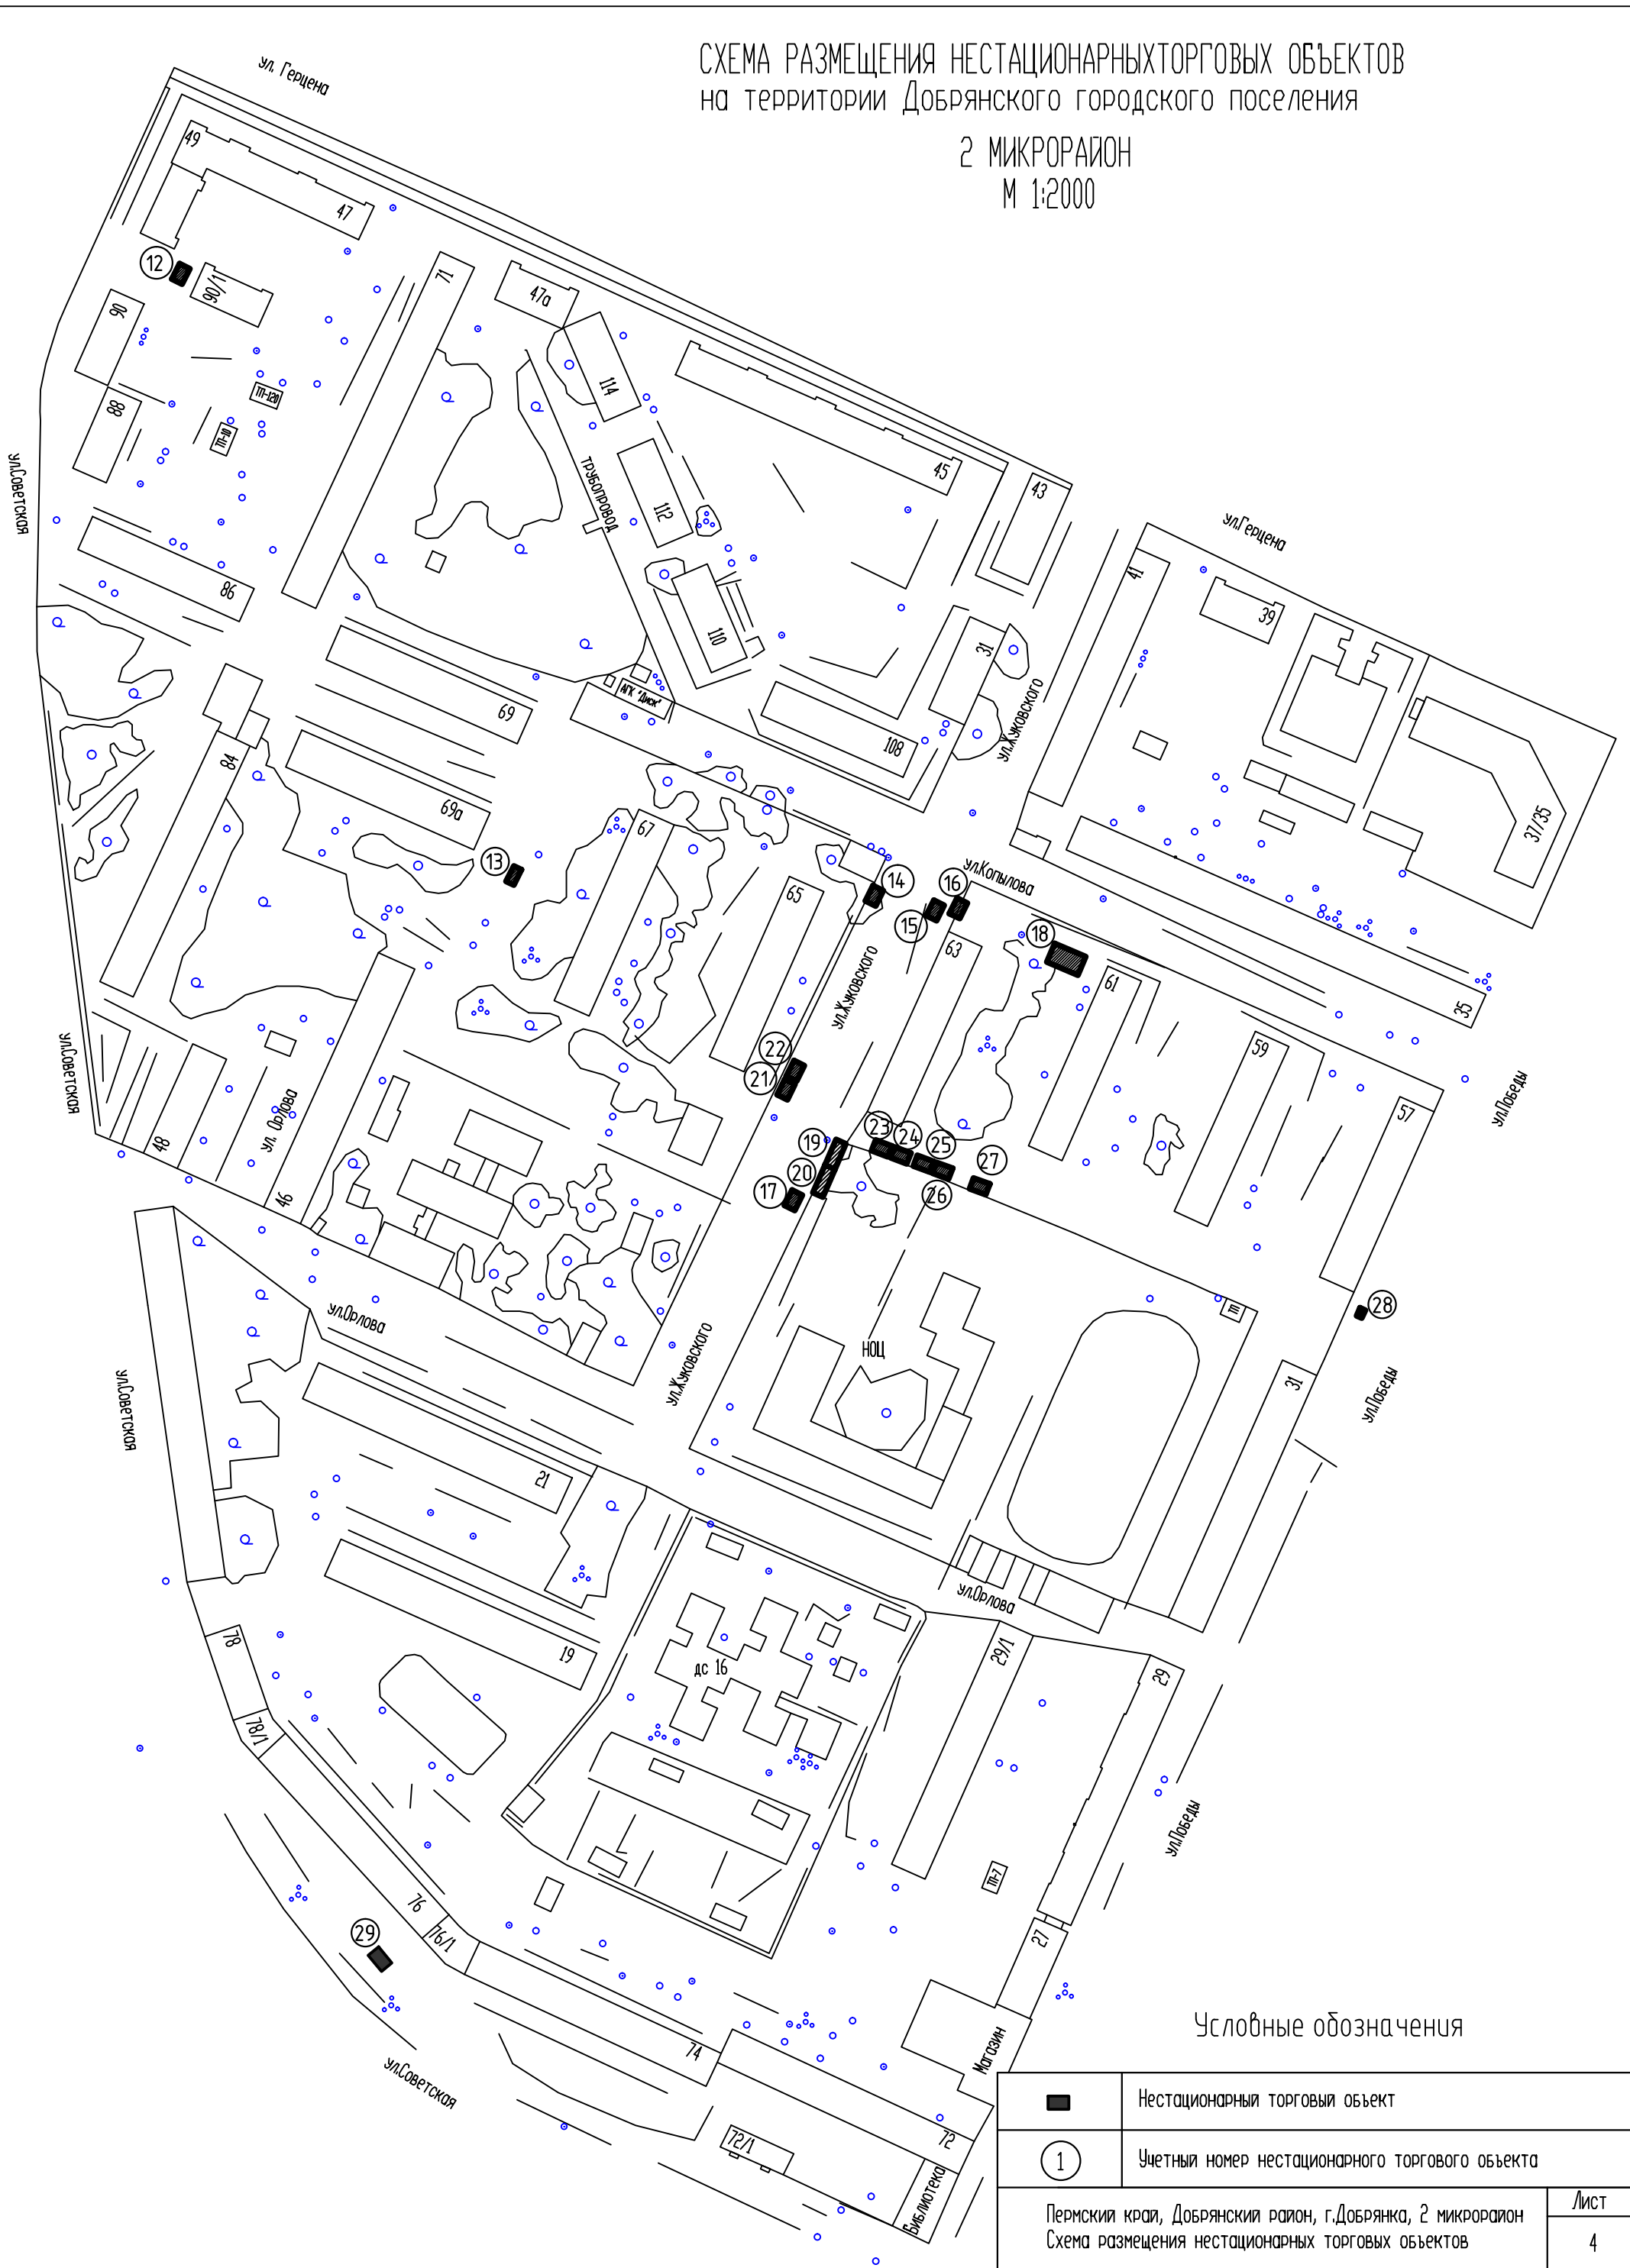 СХЕМА РАЗМЕЩЕНИЯ НЕСТАЦИОНАРНЫХТОРГОВЫХ ОБЪЕКТОВ
на территории Добрянского городского поселения
2 МИКРОРАЙОН
М 1:2000
ул. Герцена
49
47
12
90/1
90
71
47а
114
ТП-120
88
ТП-10
45
43
ул.Советская
трубопровод
112
ул.Герцена
41
39
86
110
31
АГК "Диск"
69
108
ул.Жуковского
84
69а
67
37/35
13
14
16
ул.Копылова
65
15
63
18
61
35
ул.Жуковского
59
22
21
ул.Советская
57
ул.Победы
48
ул. Орлова
19
23
24
25
27
20
17
26
46
28
ТП
ул.Орлова
НОЦ
ул.Жуковского
31
ул.Победы
ул.Советская
21
ул.Орлова
19
78
дс 16
29/1
29
78/1
ул.Победы
ТП-7
76
29
76/1
27
74
Магазин
ул.Советская
72/1
72
Библиотека
Условные обозначения
Нестационарный торговый объект
1
Учетный номер нестационарного торгового объекта
Пермский край, Добрянский район, г.Добрянка, 2 микрорайон
Схема размещения нестационарных торговых объектов
Лист
4